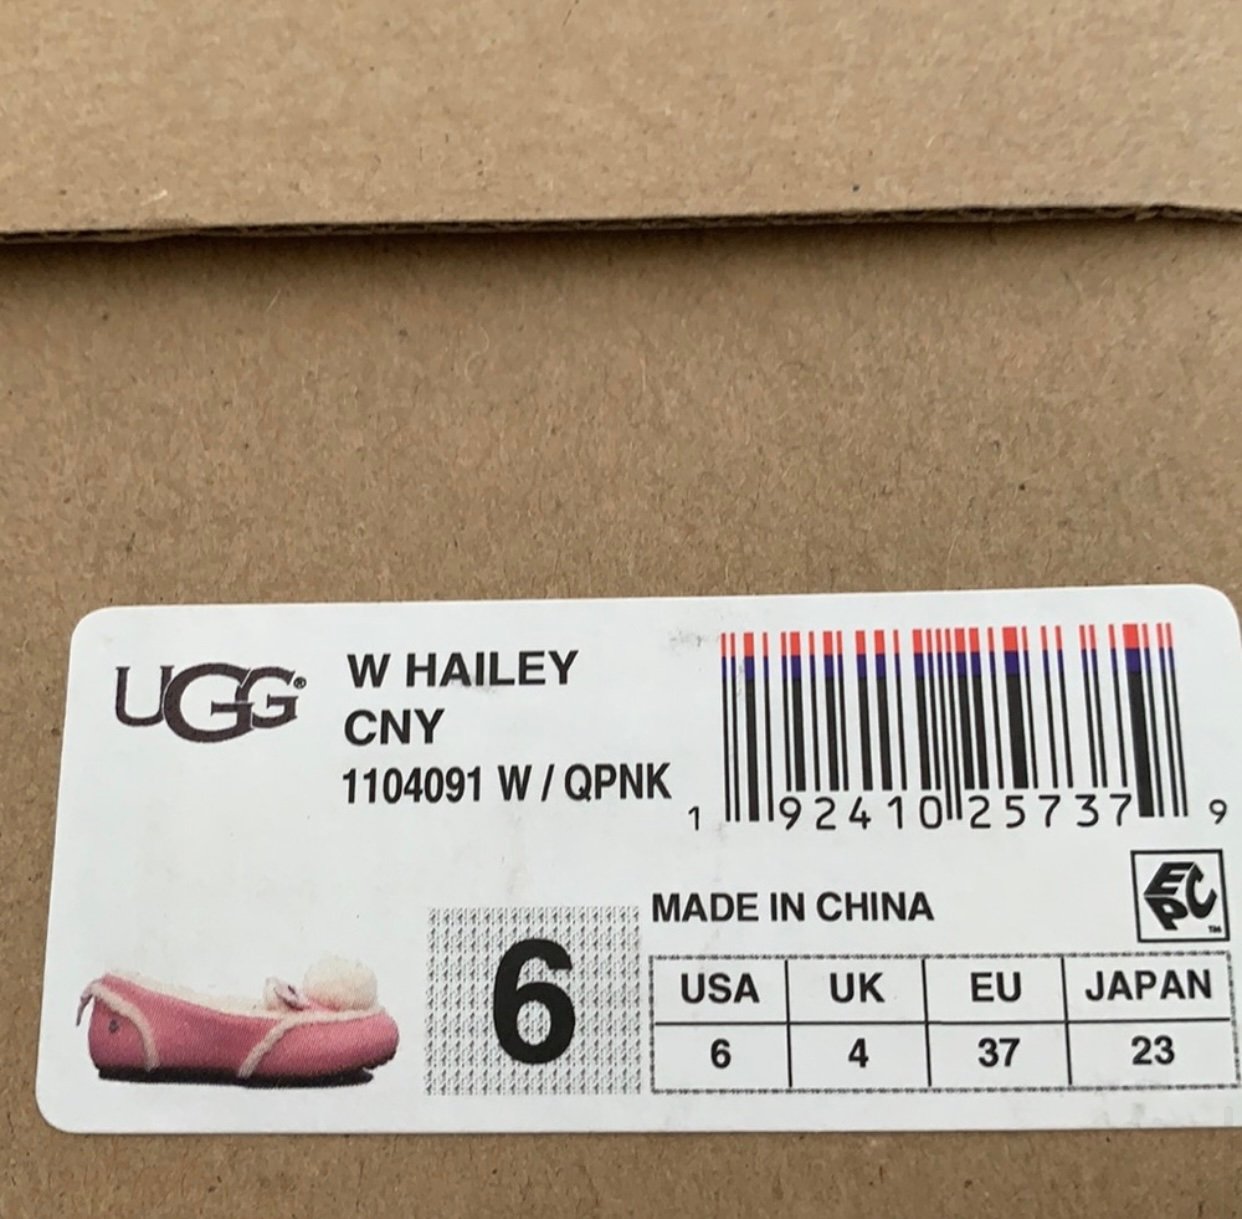 UGG®
W HAILEY
CNY
1104091 W / QPNK
1 92410 25737 9
MADE IN CHINA
EPC™
6
USA UK EU JAPAN
6 4 37 23